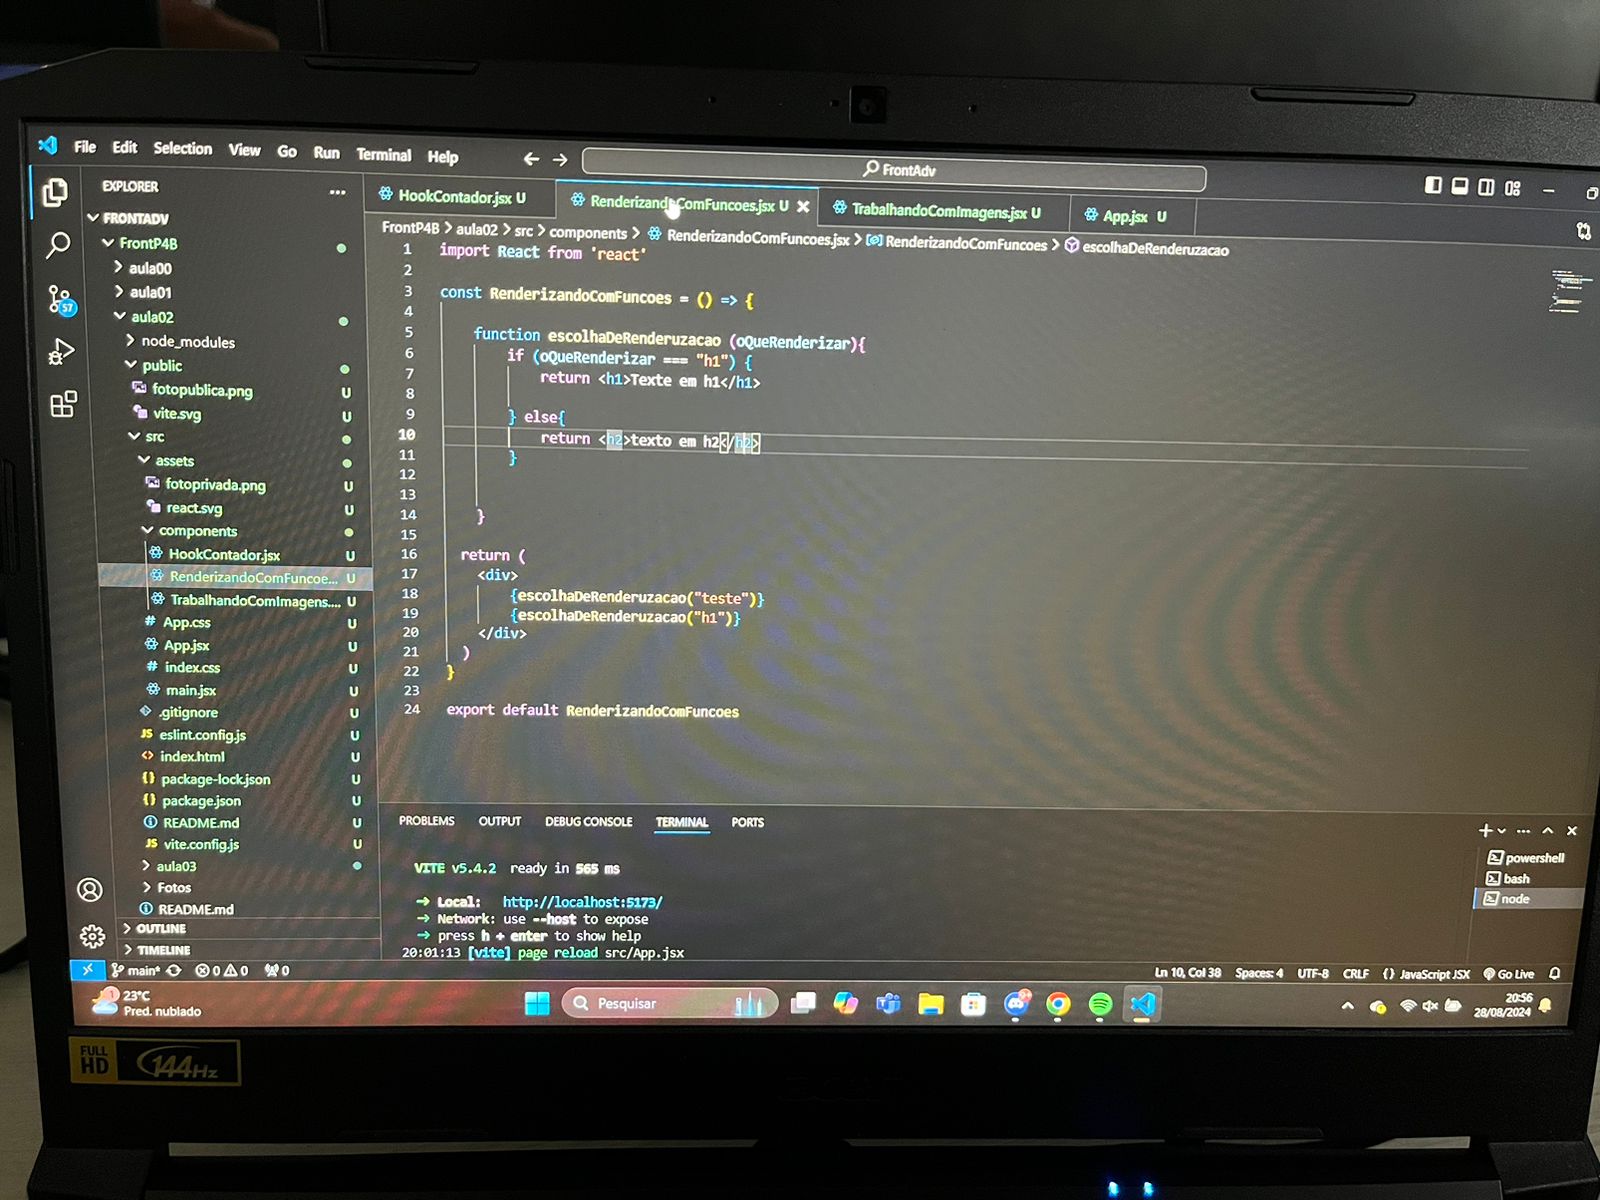 File Edit Selection View Go Run Terminal Help
FrontAdv
EXPLORER
FRONTADV
FrontP4B
aula00
aula01
aula02
node_modules
public
fotopublica.png U
vite.svg U
src
assets
fotoprivada.png U
react.svg U
components
HookContador.jsx U
RenderizandoComFuncoe... U
TrabalhandoComImagens.... U
App.css U
App.jsx U
index.css U
main.jsx U
.gitignore U
eslint.config.js U
index.html U
package-lock.json U
package.json U
README.md U
vite.config.js U
aula03
Fotos
README.md
OUTLINE
TIMELINE
57
HookContador.jsx U RenderizandoComFuncoes.jsx U TrabalhandoComImagens.jsx U App.jsx U
FrontP4B > aula02 > src > components > RenderizandoComFuncoes.jsx > RenderizandoComFuncoes > escolhaDeRenderuzacao
1 import React from 'react'
2
3 const RenderizandoComFuncoes = () => {
4
5 function escolhaDeRenderuzacao (oQueRenderizar){
6 if (oQueRenderizar === "h1") {
7 return <h1>Texte em h1</h1>
8
9 } else{
10 return <h2>texto em h2</h2>
11 }
12
13
14 }
15
16 return (
17 <div>
18 {escolhaDeRenderuzacao("teste")}
19 {escolhaDeRenderuzacao("h1")}
20 </div>
21 )
22 }
23
24 export default RenderizandoComFuncoes
PROBLEMS OUTPUT DEBUG CONSOLE TERMINAL PORTS
VITE v5.4.2 ready in 565 ms
➜ Local: http://localhost:5173/
➜ Network: use --host to expose
➜ press h + enter to show help
20:01:13 [vite] page reload src/App.jsx
powershell
bash
node
main* 0 0 0 Ln 10, Col 38 Spaces: 4 UTF-8 CRLF {} JavaScript JSX Go Live
23°C
Pred. nublado
Pesquisar
20:56
28/08/2024
FULL HD 144Hz